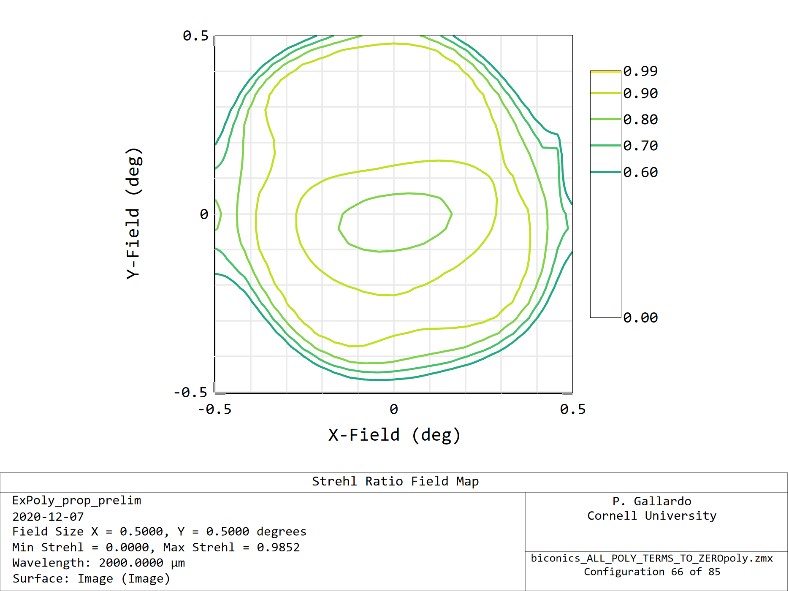 0.5
0
-0.5
Y-Field (deg)
-0.5 0 0.5
X-Field (deg)
0.99
0.90
0.80
0.70
0.60
0.00
Strehl Ratio Field Map
ExPoly_prop_prelim
2020-12-07
Field Size X = 0.5000, Y = 0.5000 degrees
Min Strehl = 0.0000, Max Strehl = 0.9852
Wavelength: 2000.0000 µm
Surface: Image (Image)
P. Gallardo
Cornell University
biconics_ALL_POLY_TERMS_TO_ZEROpoly.zmx
Configuration 66 of 85